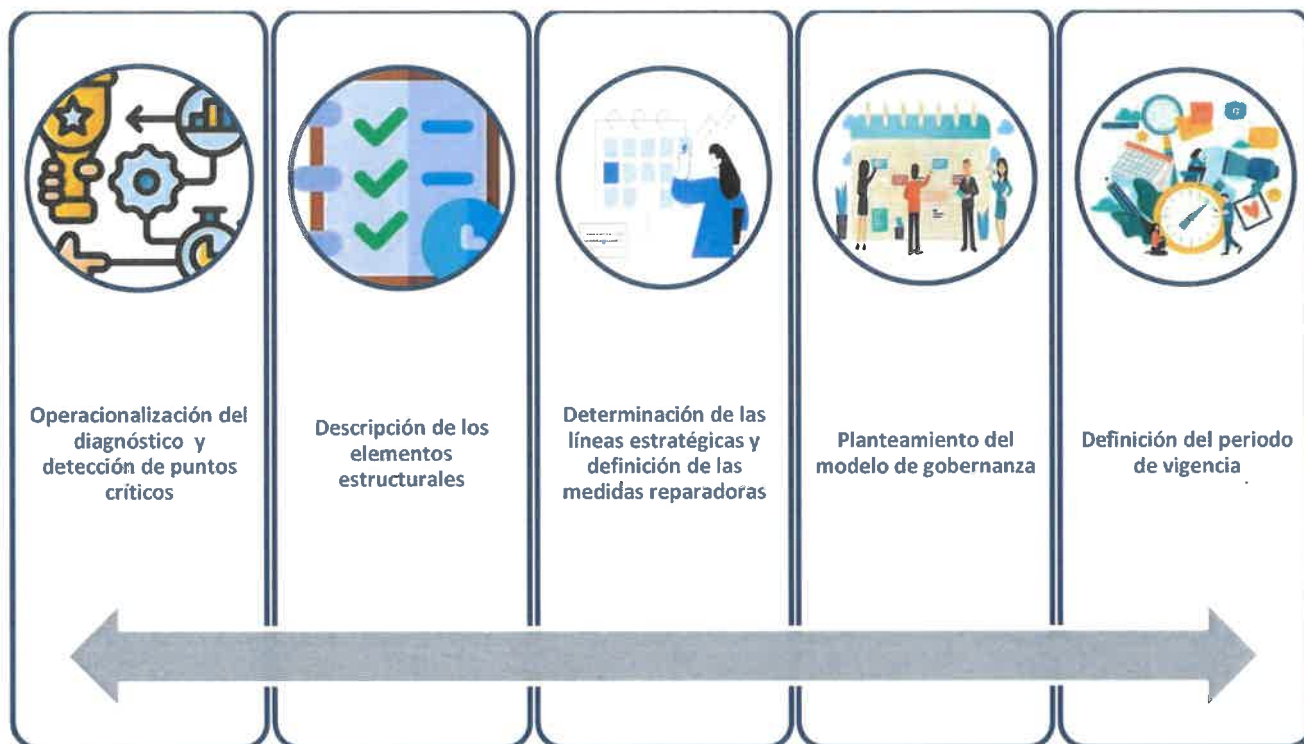 Operacionalización del
diagnóstico y
detección de puntos
críticos
Descripción de los
elementos
estructurales
Determinación de las
líneas estratégicas y
definición de las
medidas reparadoras
Planteamiento del
modelo de gobernanza
Definición del periodo
de vigencia